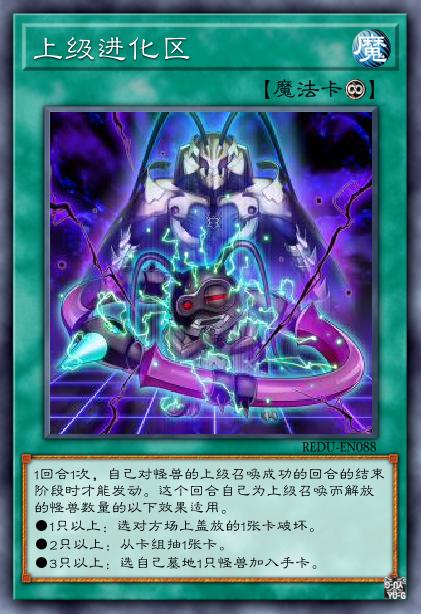 上级进化区
魔
【魔法卡∞】
REDU-EN088
1回合1次，自己对怪兽的上级召唤成功的回合的结束
阶段时才能发动。这个回合自己为上级召唤而解放
的怪兽数量的以下效果适用。
●1只以上：选对方场上盖放的1张卡破坏。
●2只以上：从卡组抽1张卡。
●3只以上：选自己墓地1只怪兽加入手卡。